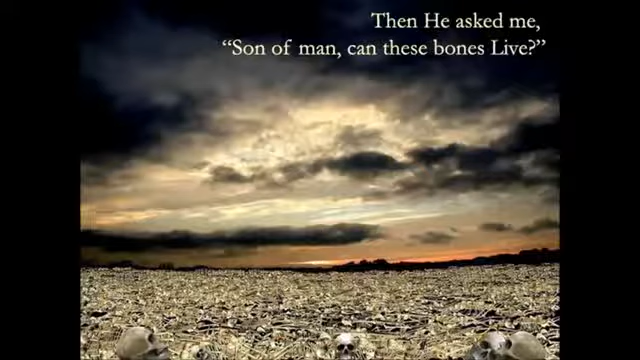 Then He asked me,
“Son of man, can these bones Live?”